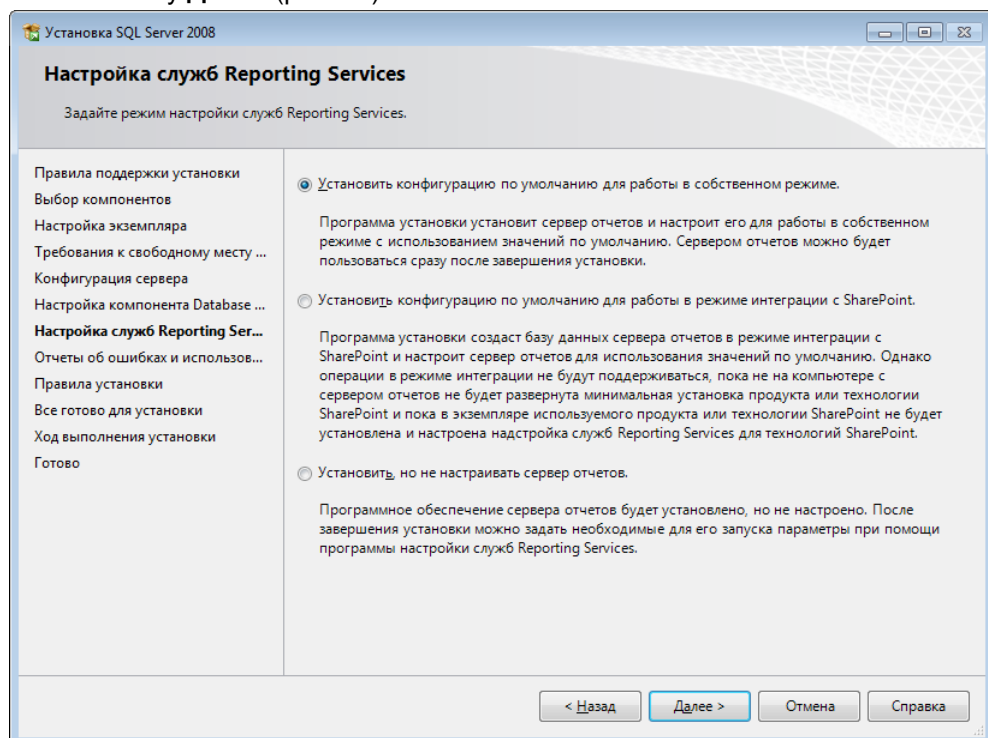 Установка SQL Server 2008
Настройка служб Reporting Services
Задайте режим настройки служб Reporting Services.
Правила поддержки установки
Выбор компонентов
Настройка экземпляра
Требования к свободному месту ...
Конфигурация сервера
Настройка компонента Database ...
Настройка служб Reporting Ser...
Отчеты об ошибках и использов...
Правила установки
Все готово для установки
Ход выполнения установки
Готово
Установить конфигурацию по умолчанию для работы в собственном режиме.
Программа установки установит сервер отчетов и настроит его для работы в собственном
режиме с использованием значений по умолчанию. Сервером отчетов можно будет
пользоваться сразу после завершения установки.
Установить конфигурацию по умолчанию для работы в режиме интеграции с SharePoint.
Программа установки создаст базу данных сервера отчетов в режиме интеграции с
SharePoint и настроит сервер отчетов для использования значений по умолчанию. Однако
операции в режиме интеграции не будут поддерживаться, пока не на компьютере с
сервером отчетов не будет развернута минимальная установка продукта или технологии
SharePoint и пока в экземпляре используемого продукта или технологии SharePoint не будет
установлена и настроена надстройка служб Reporting Services для технологий SharePoint.
Установить, но не настраивать сервер отчетов.
Программное обеспечение сервера отчетов будет установлено, но не настроено. После
завершения установки можно задать необходимые для его запуска параметры при помощи
программы настройки служб Reporting Services.
< Назад
Далее >
Отмена
Справка